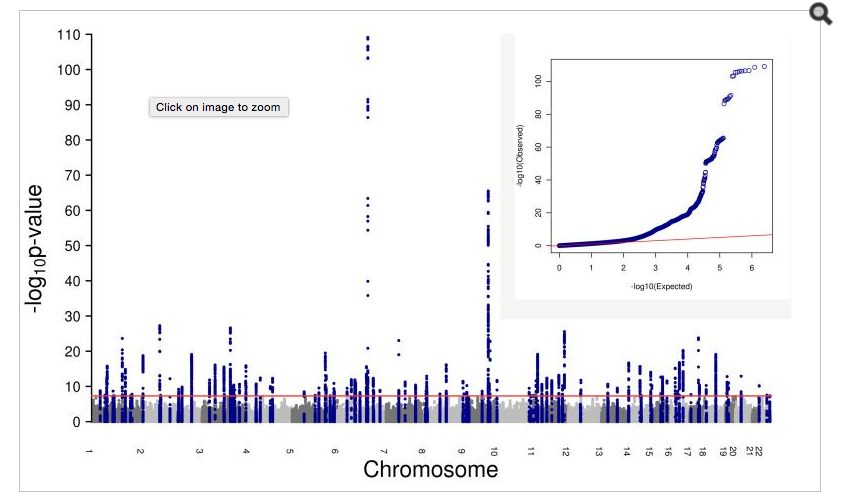 110
100
90
80
70
60
50
40
30
20
10
0
-log10p-value
Click on image to zoom
1 2 3 4 5 6 7 8 9 10 11 12 13 14 15 16 17 18 19 20 21 22
Chromosome
100
80
60
40
20
0
-log10(Observed)
0 1 2 3 4 5 6
-log10(Expected)